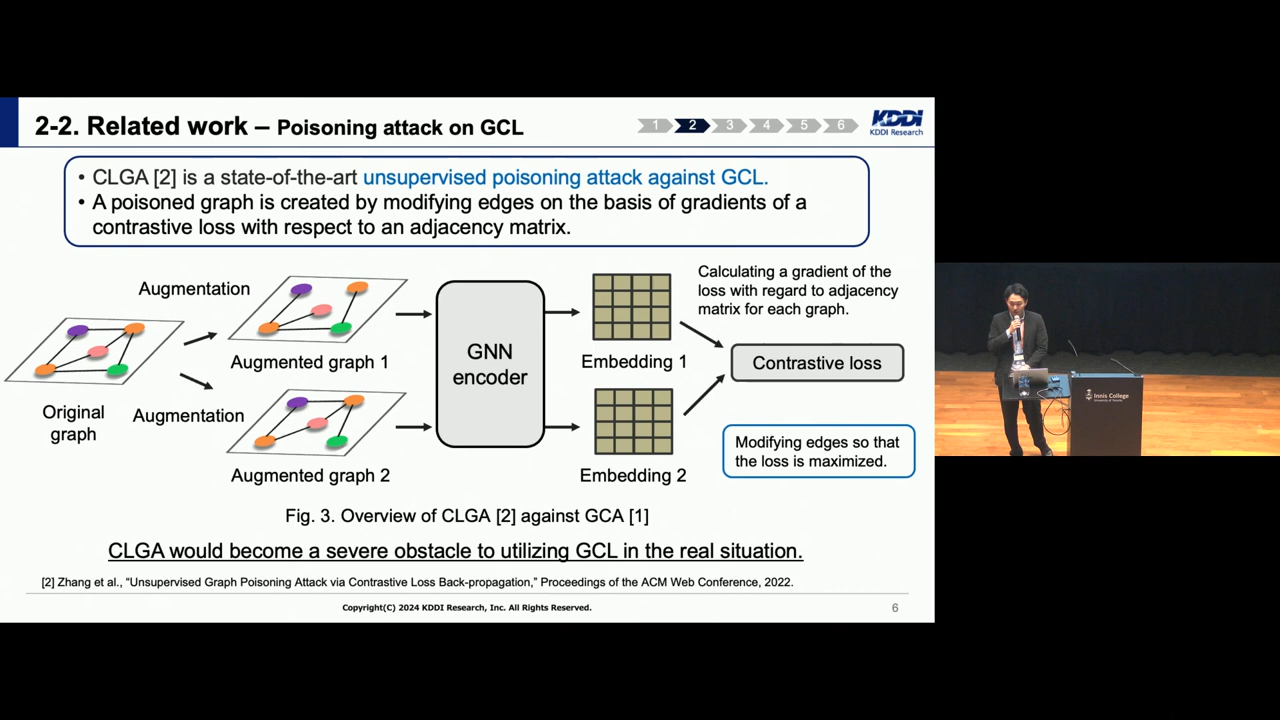 2-2. Related work – Poisoning attack on GCL
1 2 3 4 5 6
KDDI
KDDI Research
• CLGA [2] is a state-of-the-art unsupervised poisoning attack against GCL.
• A poisoned graph is created by modifying edges on the basis of gradients of a
contrastive loss with respect to an adjacency matrix.
Augmentation
Augmented graph 1
Original
graph
Augmentation
Augmented graph 2
GNN
encoder
Embedding 1
Embedding 2
Calculating a gradient of the
loss with regard to adjacency
matrix for each graph.
Contrastive loss
Modifying edges so that
the loss is maximized.
Fig. 3. Overview of CLGA [2] against GCA [1]
CLGA would become a severe obstacle to utilizing GCL in the real situation.
[2] Zhang et al., “Unsupervised Graph Poisoning Attack via Contrastive Loss Back-propagation,” Proceedings of the ACM Web Conference, 2022.
Copyright(C) 2024 KDDI Research, Inc. All Rights Reserved.
6
Innis College
University of Toronto